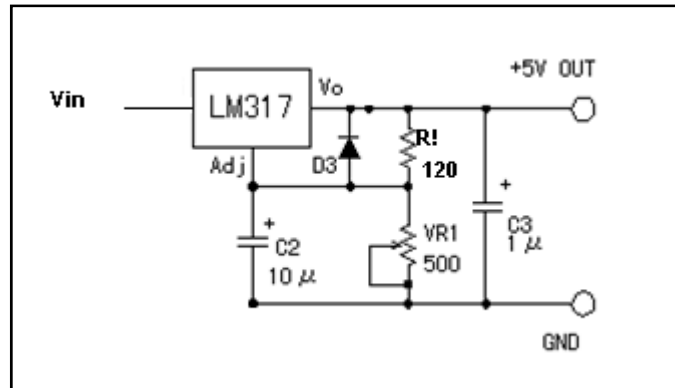 +5V OUT
Vin
LM317
Vo
Adj
D3
R!
120
+
C2
10 μ
VR1
500
+
C3
1 μ
GND